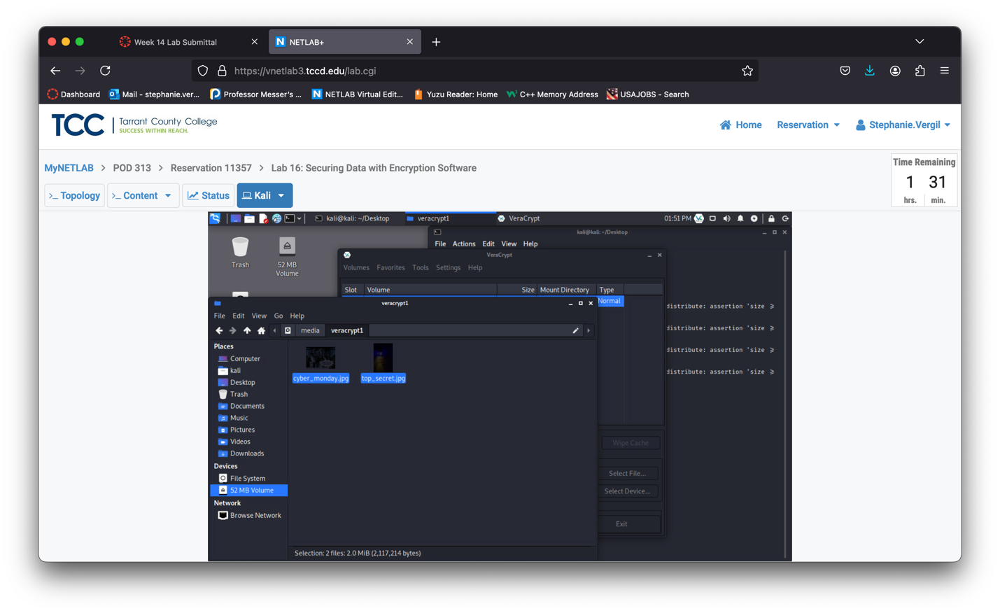 Week 14 Lab Submittal
NETLAB+
https://vnetlab3.tccd.edu/lab.cgi
Dashboard
Mail - stephanie.ver...
Professor Messer's ...
NETLAB Virtual Edit...
Yuzu Reader: Home
C++ Memory Address
USAJOBS - Search
TCC
Tarrant County College
SUCCESS WITHIN REACH.
Home
Reservation
Stephanie.Vergil
MyNETLAB > POD 313 > Reservation 11357 > Lab 16: Securing Data with Encryption Software
Time Remaining
1 31
hrs. min.
>_ Topology
>_ Content
Status
Kali
kali@kali: ~/Desktop
veracrypt1
VeraCrypt
01:51 PM
Trash
52 MB
Volume
kali@kali: ~/Desktop
File Actions Edit View Help
VeraCrypt
Volumes Favorites Tools Settings Help
Slot Volume Size Mount Directory Type
Normal
distribute: assertion 'size ⩾
distribute: assertion 'size ⩾
distribute: assertion 'size ⩾
distribute: assertion 'size ⩾
Wipe Cache
Select File...
Select Device...
Exit
veracrypt1
File Edit View Go Help
media veracrypt1
Places
Computer
kali
Desktop
Trash
Documents
Music
Pictures
Videos
Downloads
Devices
File System
52 MB Volume
Network
Browse Network
cyber_monday.jpg
top_secret.jpg
Selection: 2 files: 2.0 MiB (2,117,214 bytes)